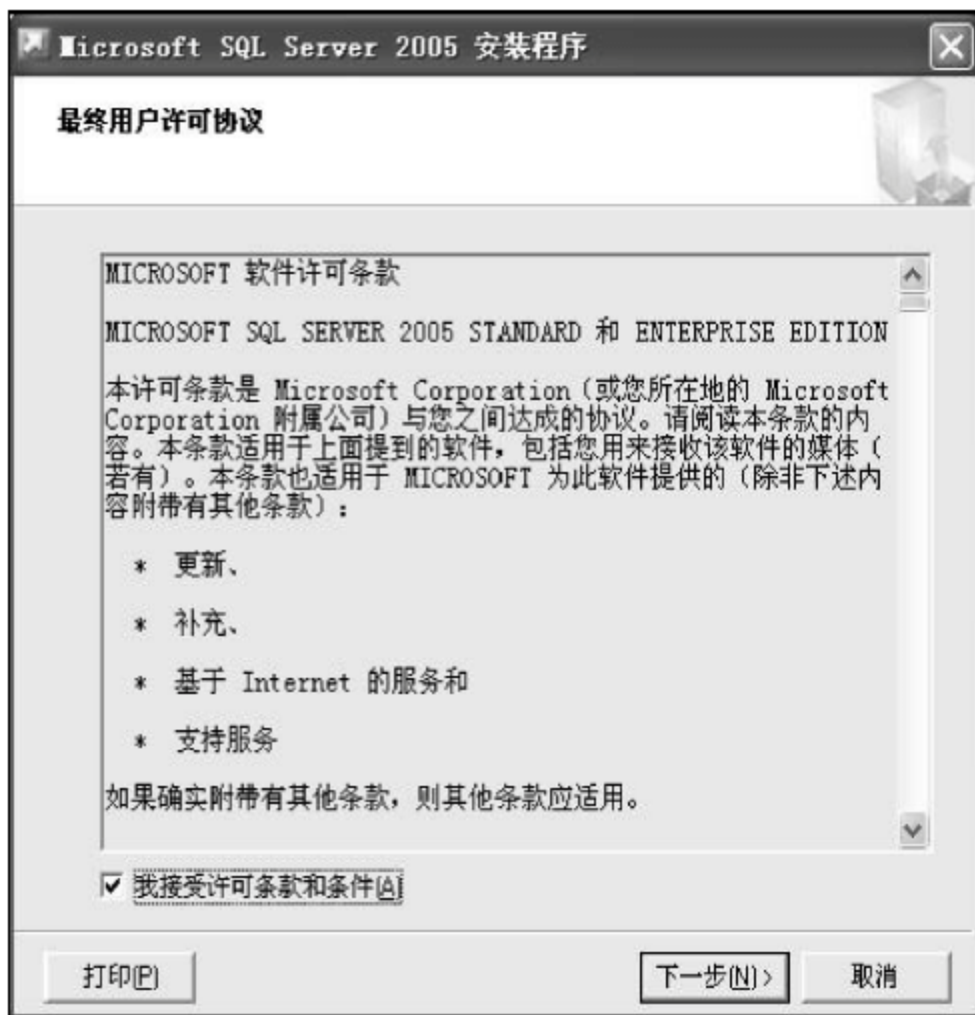 Microsoft SQL Server 2005 安装程序
最终用户许可协议
MICROSOFT 软件许可条款
MICROSOFT SQL SERVER 2005 STANDARD 和 ENTERPRISE EDITION
本许可条款是 Microsoft Corporation（或您所在地的 Microsoft
Corporation 附属公司）与您之间达成的协议。请阅读本条款的内
容。本条款适用于上面提到的软件，包括您用来接收该软件的媒体（
若有）。本条款也适用于 MICROSOFT 为此软件提供的（除非下述内
容附带有其他条款）：
* 更新、
* 补充、
* 基于 Internet 的服务和
* 支持服务
如果确实附带有其他条款，则其他条款应适用。
我接受许可条款和条件(A)
打印(P)
下一步(N)>
取消